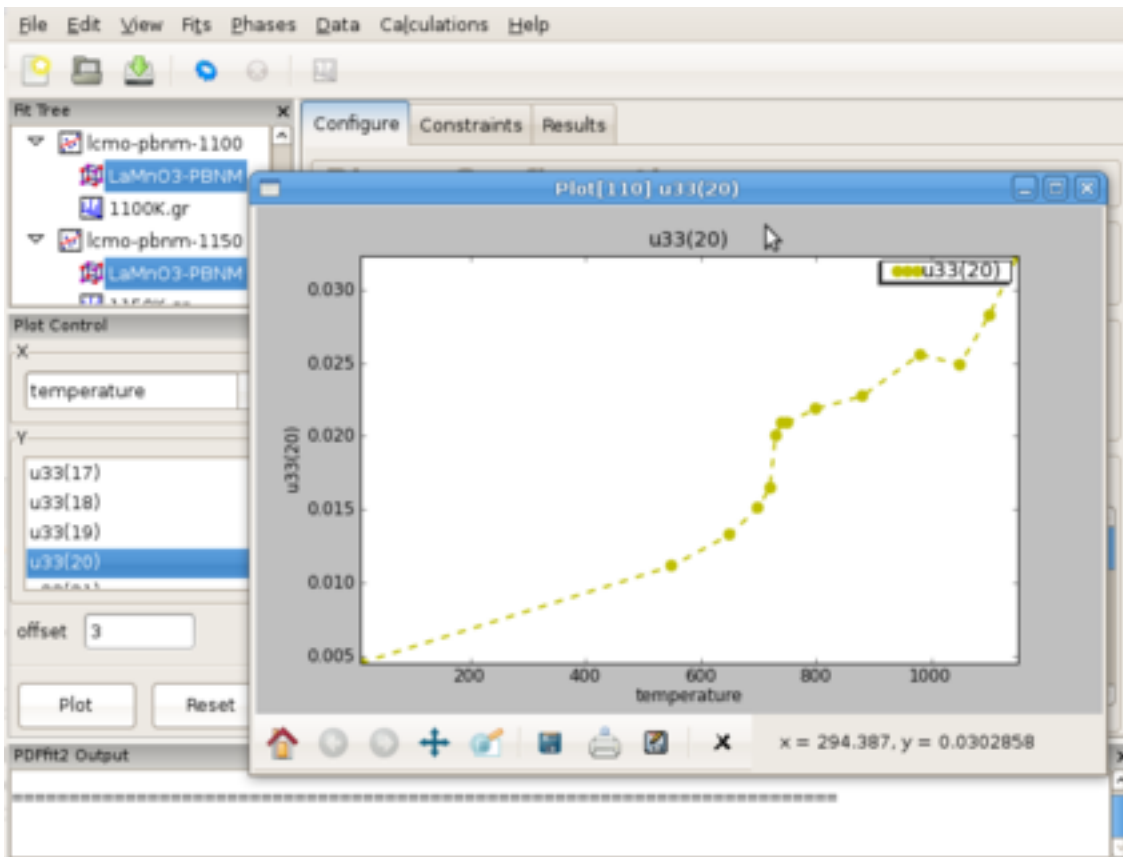 File Edit View Fits Phases Data Calculations Help
Fit Tree
lcmo-pbnm-1100
LaMnO3-PBNM
1100K.gr
lcmo-pbnm-1150
LaMnO3-PBNM
Configure Constraints Results
Plot[110] u33(20)
u33(20)
u33(20)
0.030
0.025
0.020
0.015
0.010
0.005
u33(20)
200 400 600 800 1000
temperature
x = 294.387, y = 0.0302858
Plot Control
X
temperature
Y
u33(17)
u33(18)
u33(19)
u33(20)
offset 3
Plot Reset
PDFfit2 Output
==========================================================================